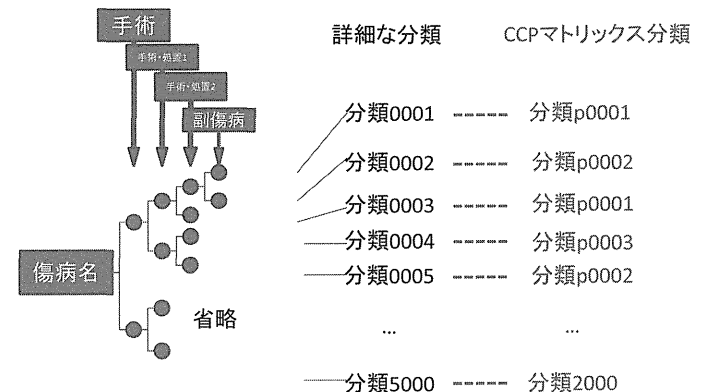 手術
手術・処置1
手術・処置2
副傷病
傷病名
省略
詳細な分類 CCPマトリックス分類
分類0001 ----- 分類p0001
分類0002 ----- 分類p0002
分類0003 ----- 分類p0001
分類0004 ----- 分類p0003
分類0005 ----- 分類p0002
... ...
分類5000 ----- 分類2000